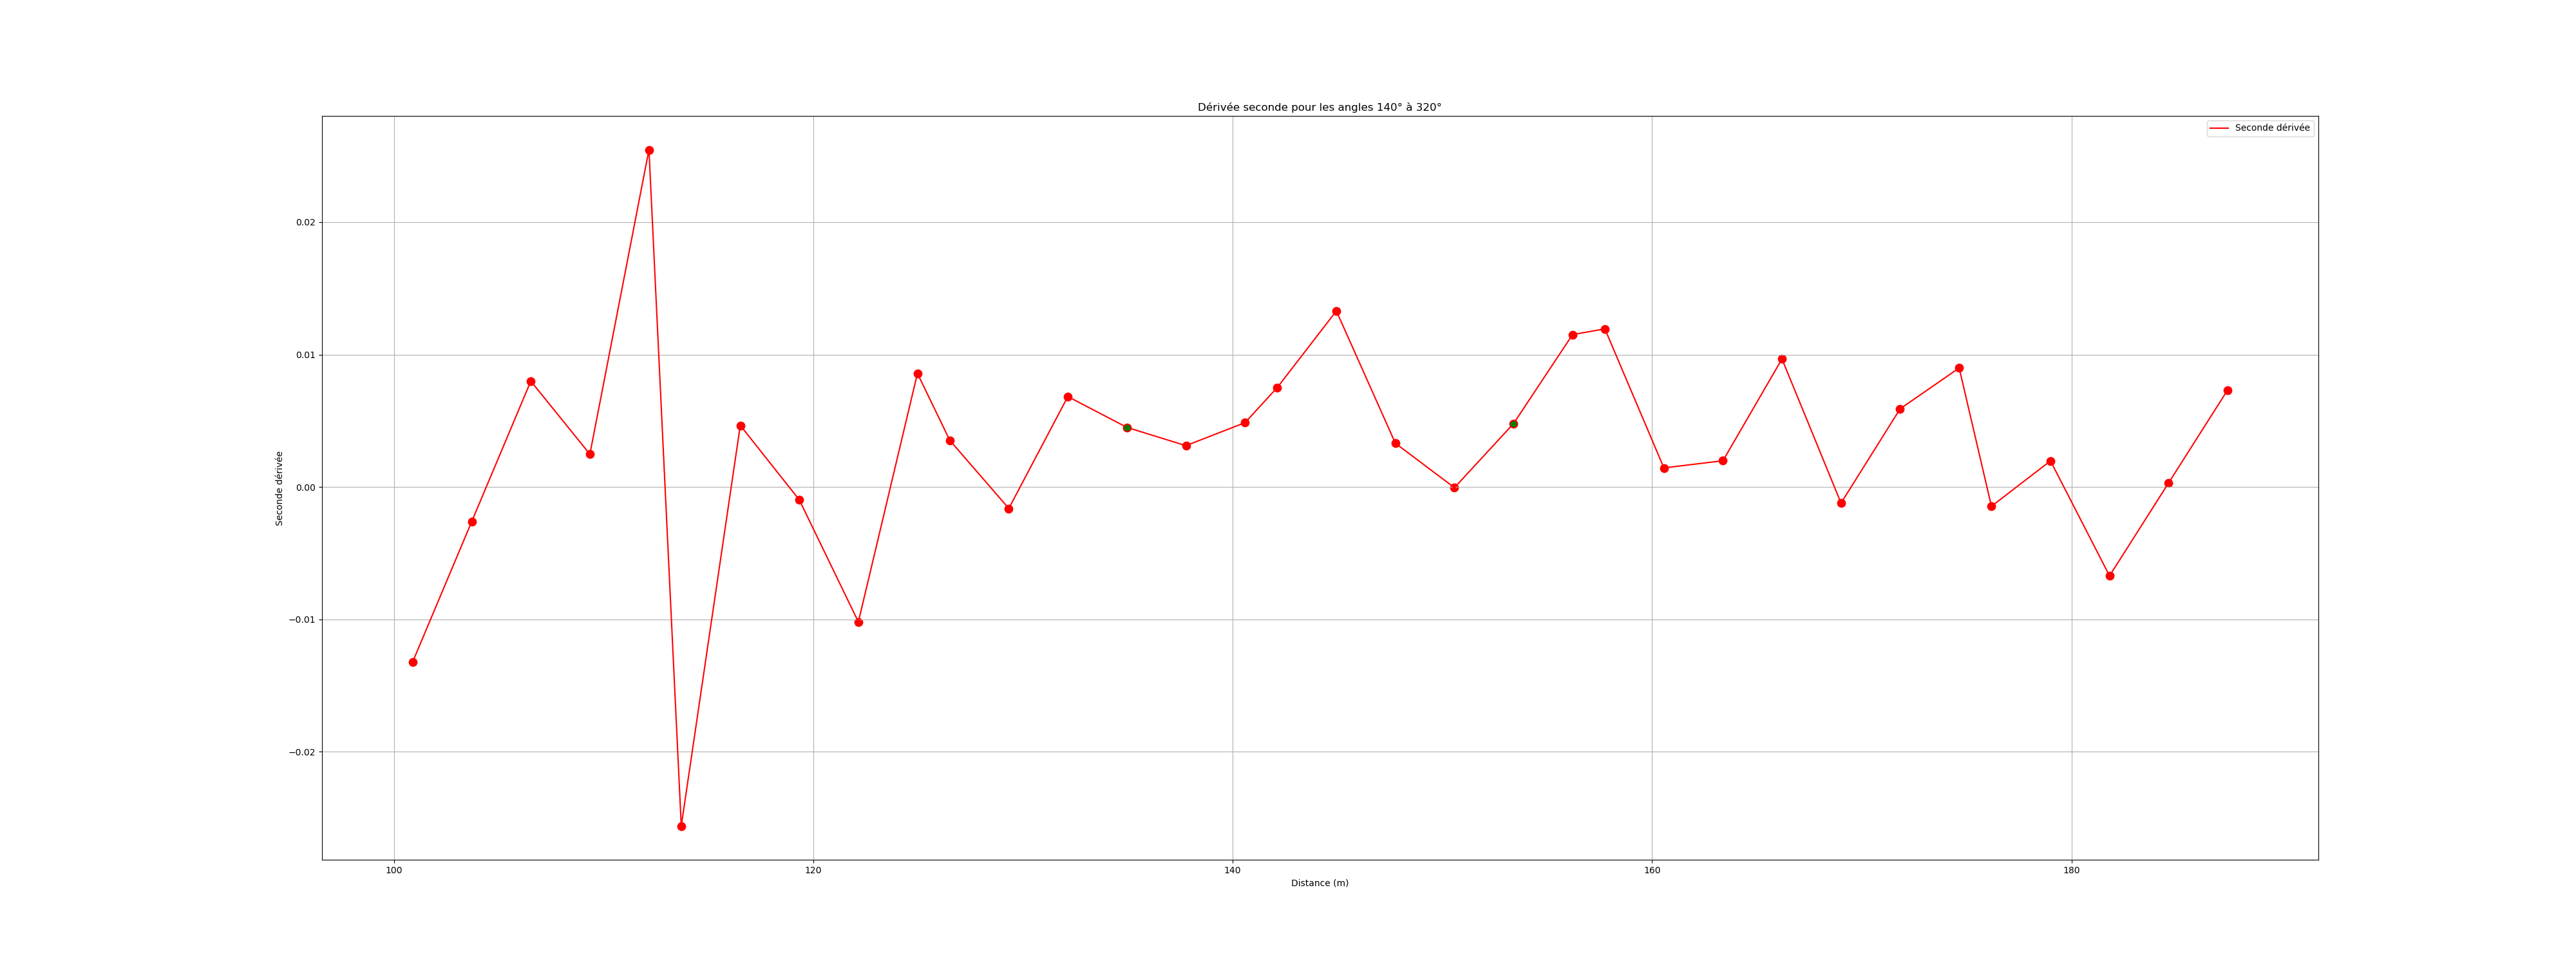 Dérivée seconde pour les angles 140° à 320°
Seconde dérivée
0.02
0.01
0.00
−0.01
−0.02
Seconde dérivée
100 120 140 160 180
Distance (m)